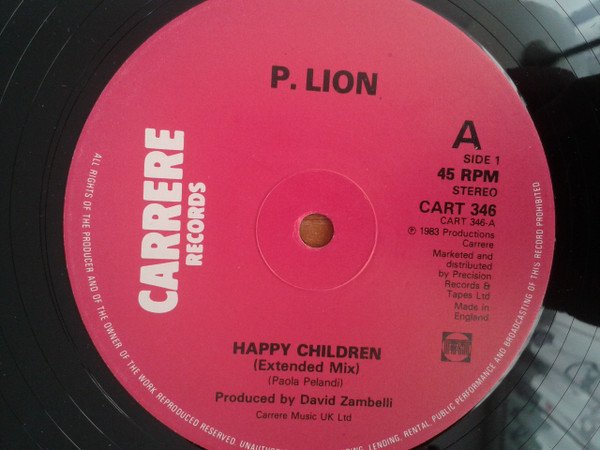 P. LION
CARRERE
RECORDS
A
SIDE 1
45 RPM
STEREO
CART 346
CART 346-A
℗ 1983 Productions
Carrere
Marketed and
distributed
by Precision
Records &
Tapes Ltd
Made in
England.
HAPPY CHILDREN
(Extended Mix)
(Paola Pelandi)
Produced by David Zambelli
Carrere Music UK Ltd
ALL RIGHTS OF THE PRODUCER AND OF THE OWNER OF THE WORK REPRODUCED RESERVED LENDING, RENTAL PUBLIC PERFORMANCE AND BROADCASTING OF THIS RECORD PROHIBITED